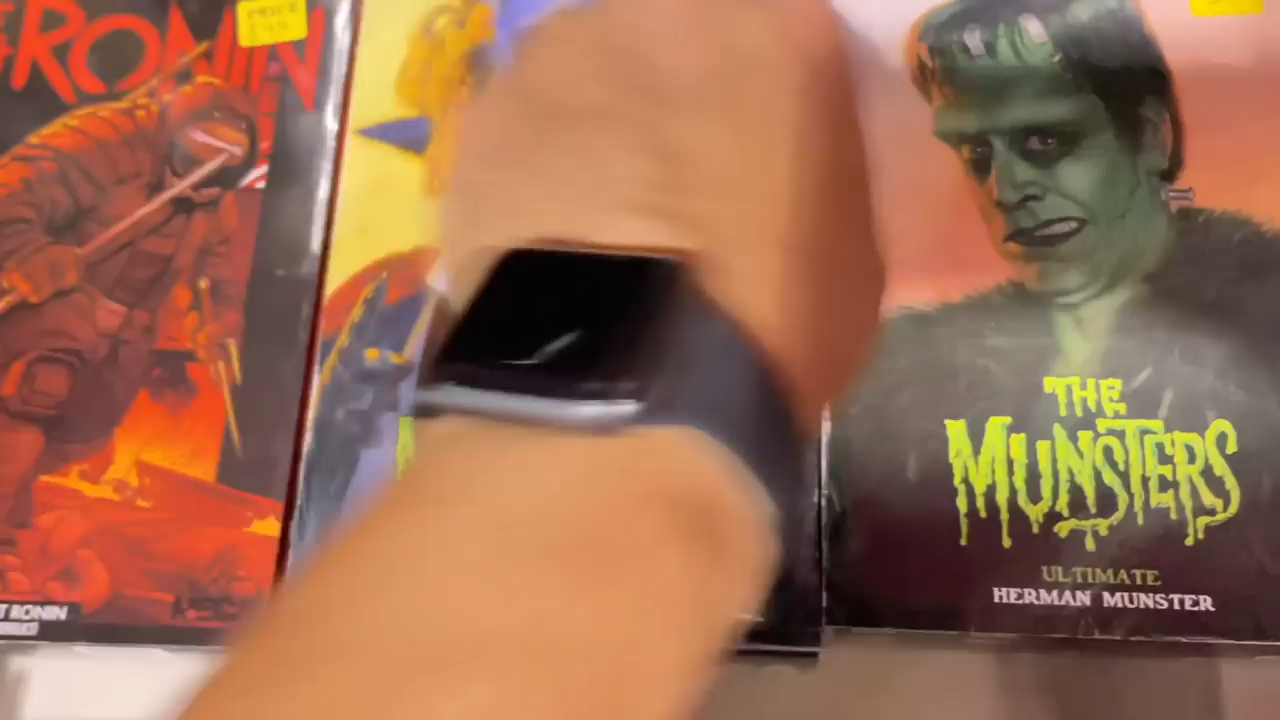 RONIN
T RONIN
THE
MUNSTERS
ULTIMATE
HERMAN MUNSTER